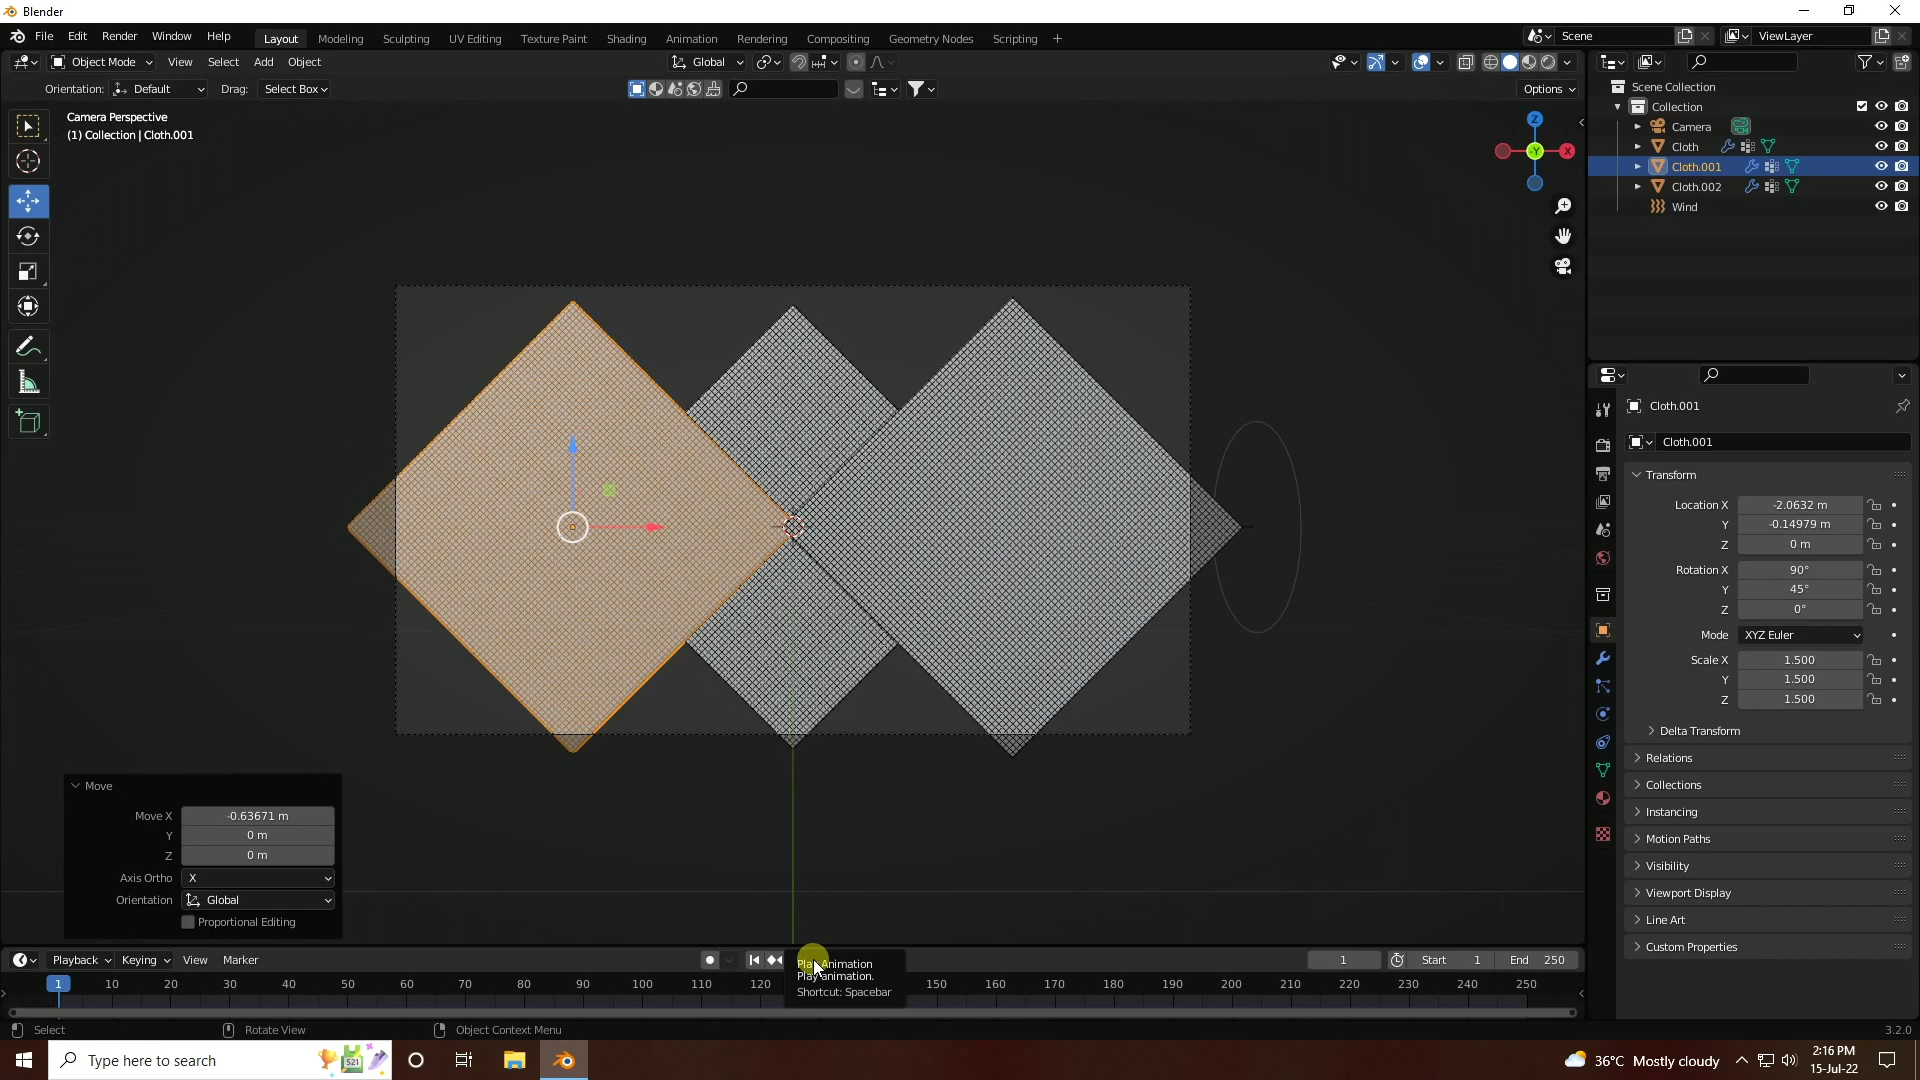 Blender
File Edit Render Window Help Layout Modeling Sculpting UV Editing Texture Paint Shading Animation Rendering Compositing Geometry Nodes Scripting + Scene ViewLayer
Object Mode View Select Add Object Global
Orientation: Default Drag: Select Box Options
Camera Perspective
(1) Collection | Cloth.001
Z
-Y X
Scene Collection
Collection
Camera
Cloth
Cloth.001
Cloth.002
Wind
Cloth.001
Cloth.001
Transform
Location X -2.0632 m
Y -0.14979 m
Z 0 m
Rotation X 90°
Y 45°
Z 0°
Mode XYZ Euler
Scale X 1.500
Y 1.500
Z 1.500
Delta Transform
Relations
Collections
Instancing
Motion Paths
Visibility
Viewport Display
Line Art
Custom Properties
Move
Move X -0.63671 m
Y 0 m
Z 0 m
Axis Ortho X
Orientation Global
Proportional Editing
Playback Keying View Marker 1 Start 1 End 250
Animation
Play animation.
Shortcut: Spacebar
1 10 20 30 40 50 60 70 80 90 100 110 120 150 160 170 180 190 200 210 220 230 240 250
Select Rotate View Object Context Menu 3.2.0
Type here to search 36°C Mostly cloudy 2:16 PM
15-Jul-22